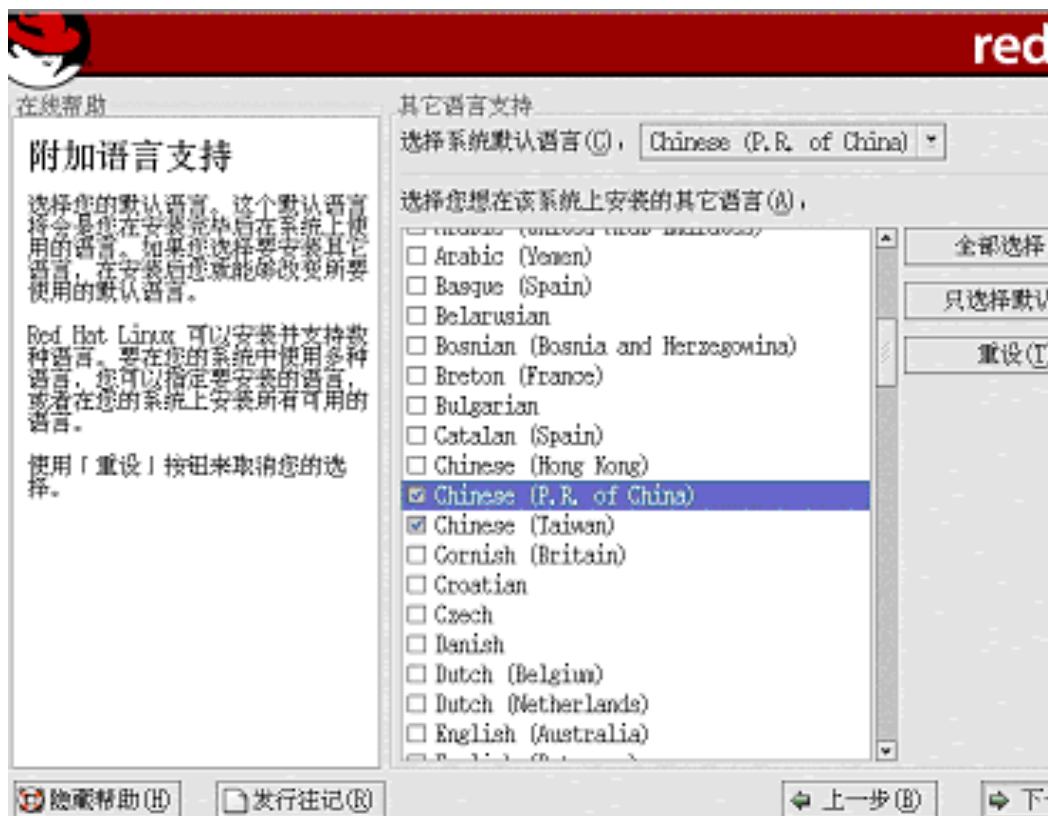 red
在线帮助
附加语言支持
选择您的默认语言。这个默认语言
将会是您在安装完毕后在系统上使
用的语言。如果您选择要安装其它
语言，在安装后您就能够改变所要
使用的默认语言。
Red Hat Linux 可以安装并支持数
种语言。要在您的系统中使用多种
语言，您可以指定要安装的语言，
或者在您的系统上安装所有可用的
语言。
使用「重设」按钮来取消您的选
择。
其它语言支持
选择系统默认语言(C)： Chinese (P.R. of China)
选择您想在该系统上安装的其它语言(A)：
Arabic (United Arab Emirates)
Arabic (Yemen)
Basque (Spain)
Belarusian
Bosnian (Bosnia and Herzegowina)
Breton (France)
Bulgarian
Catalan (Spain)
Chinese (Hong Kong)
Chinese (P.R. of China)
Chinese (Taiwan)
Cornish (Britain)
Croatian
Czech
Danish
Dutch (Belgium)
Dutch (Netherlands)
English (Australia)
全部选择
只选择默认
重设(T)
隐藏帮助(H)
发行注记(R)
上一步(B)
下一